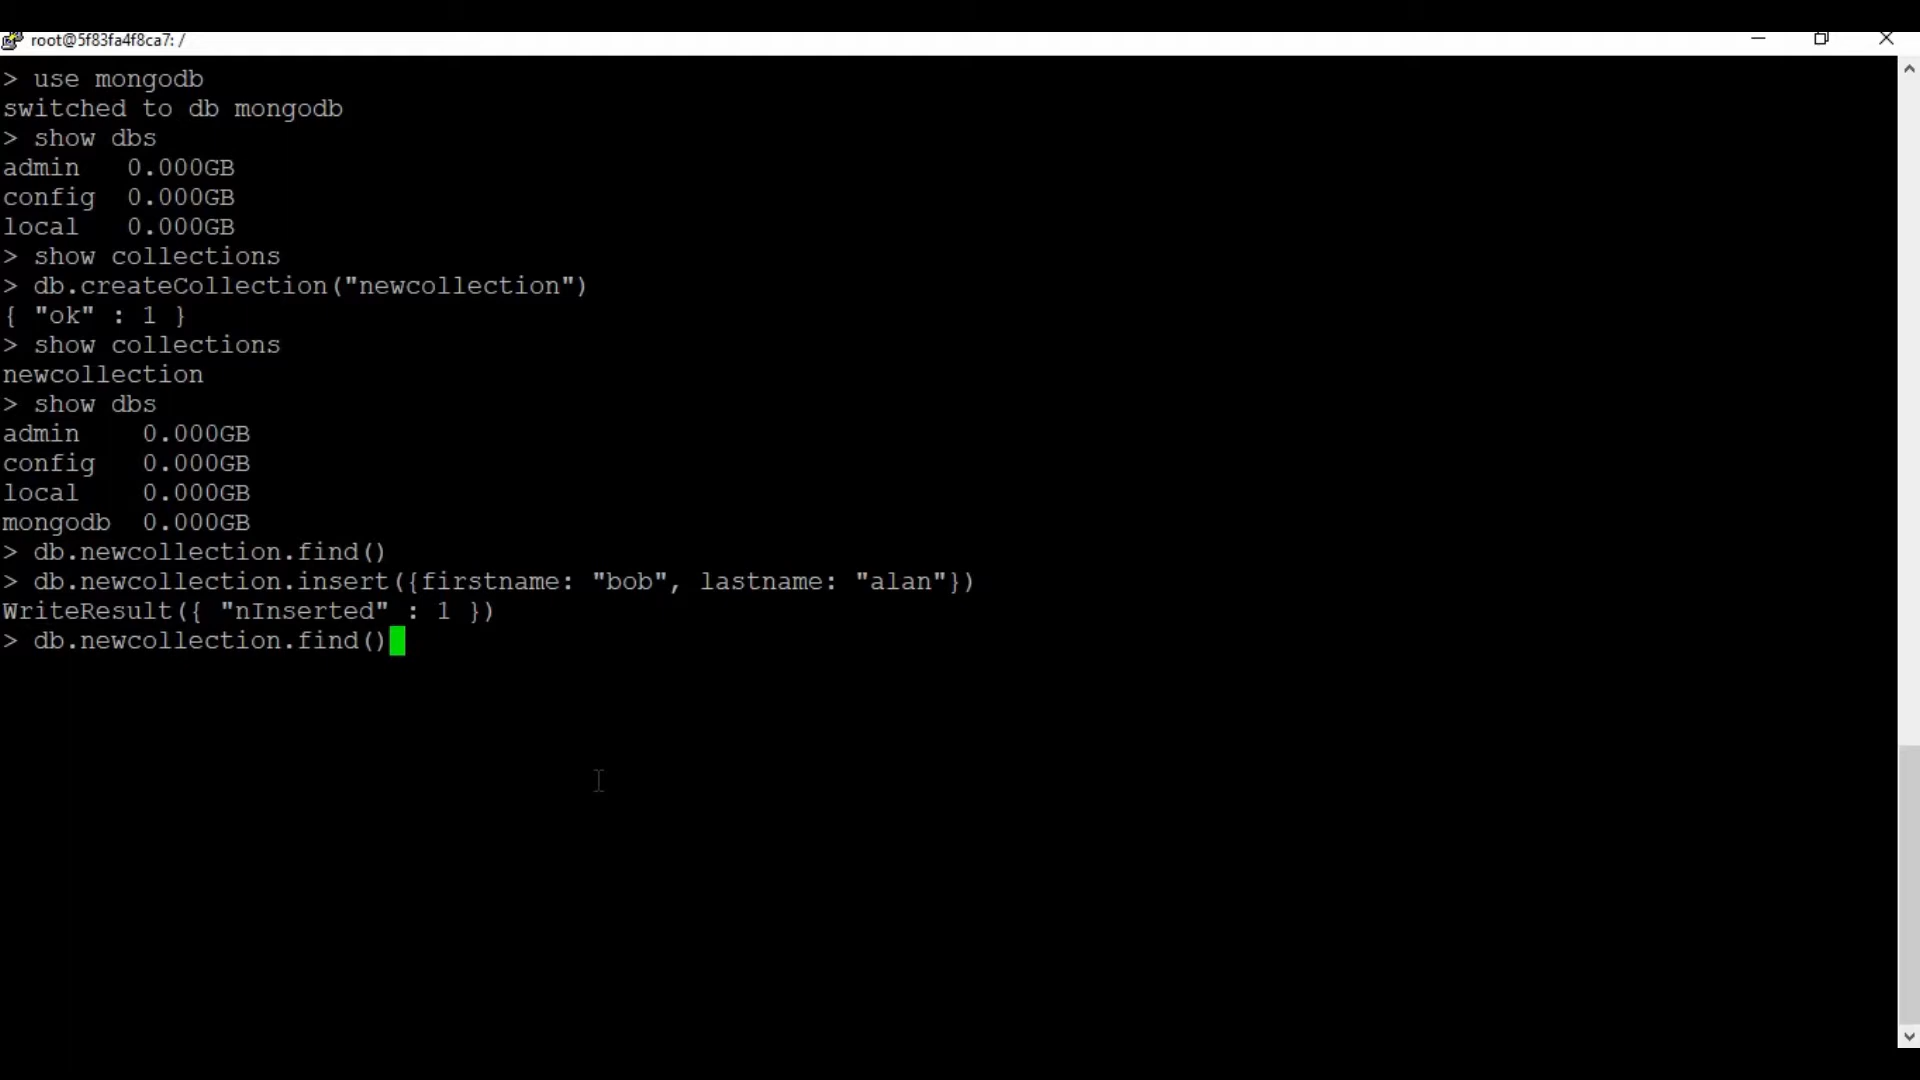 root@5f83fa4f8ca7: /
> use mongodb
switched to db mongodb
> show dbs
admin   0.000GB
config  0.000GB
local   0.000GB
> show collections
> db.createCollection("newcollection")
{ "ok" : 1 }
> show collections
newcollection
> show dbs
admin    0.000GB
config   0.000GB
local    0.000GB
mongodb  0.000GB
> db.newcollection.find()
> db.newcollection.insert({firstname: "bob", lastname: "alan"})
WriteResult({ "nInserted" : 1 })
> db.newcollection.find()